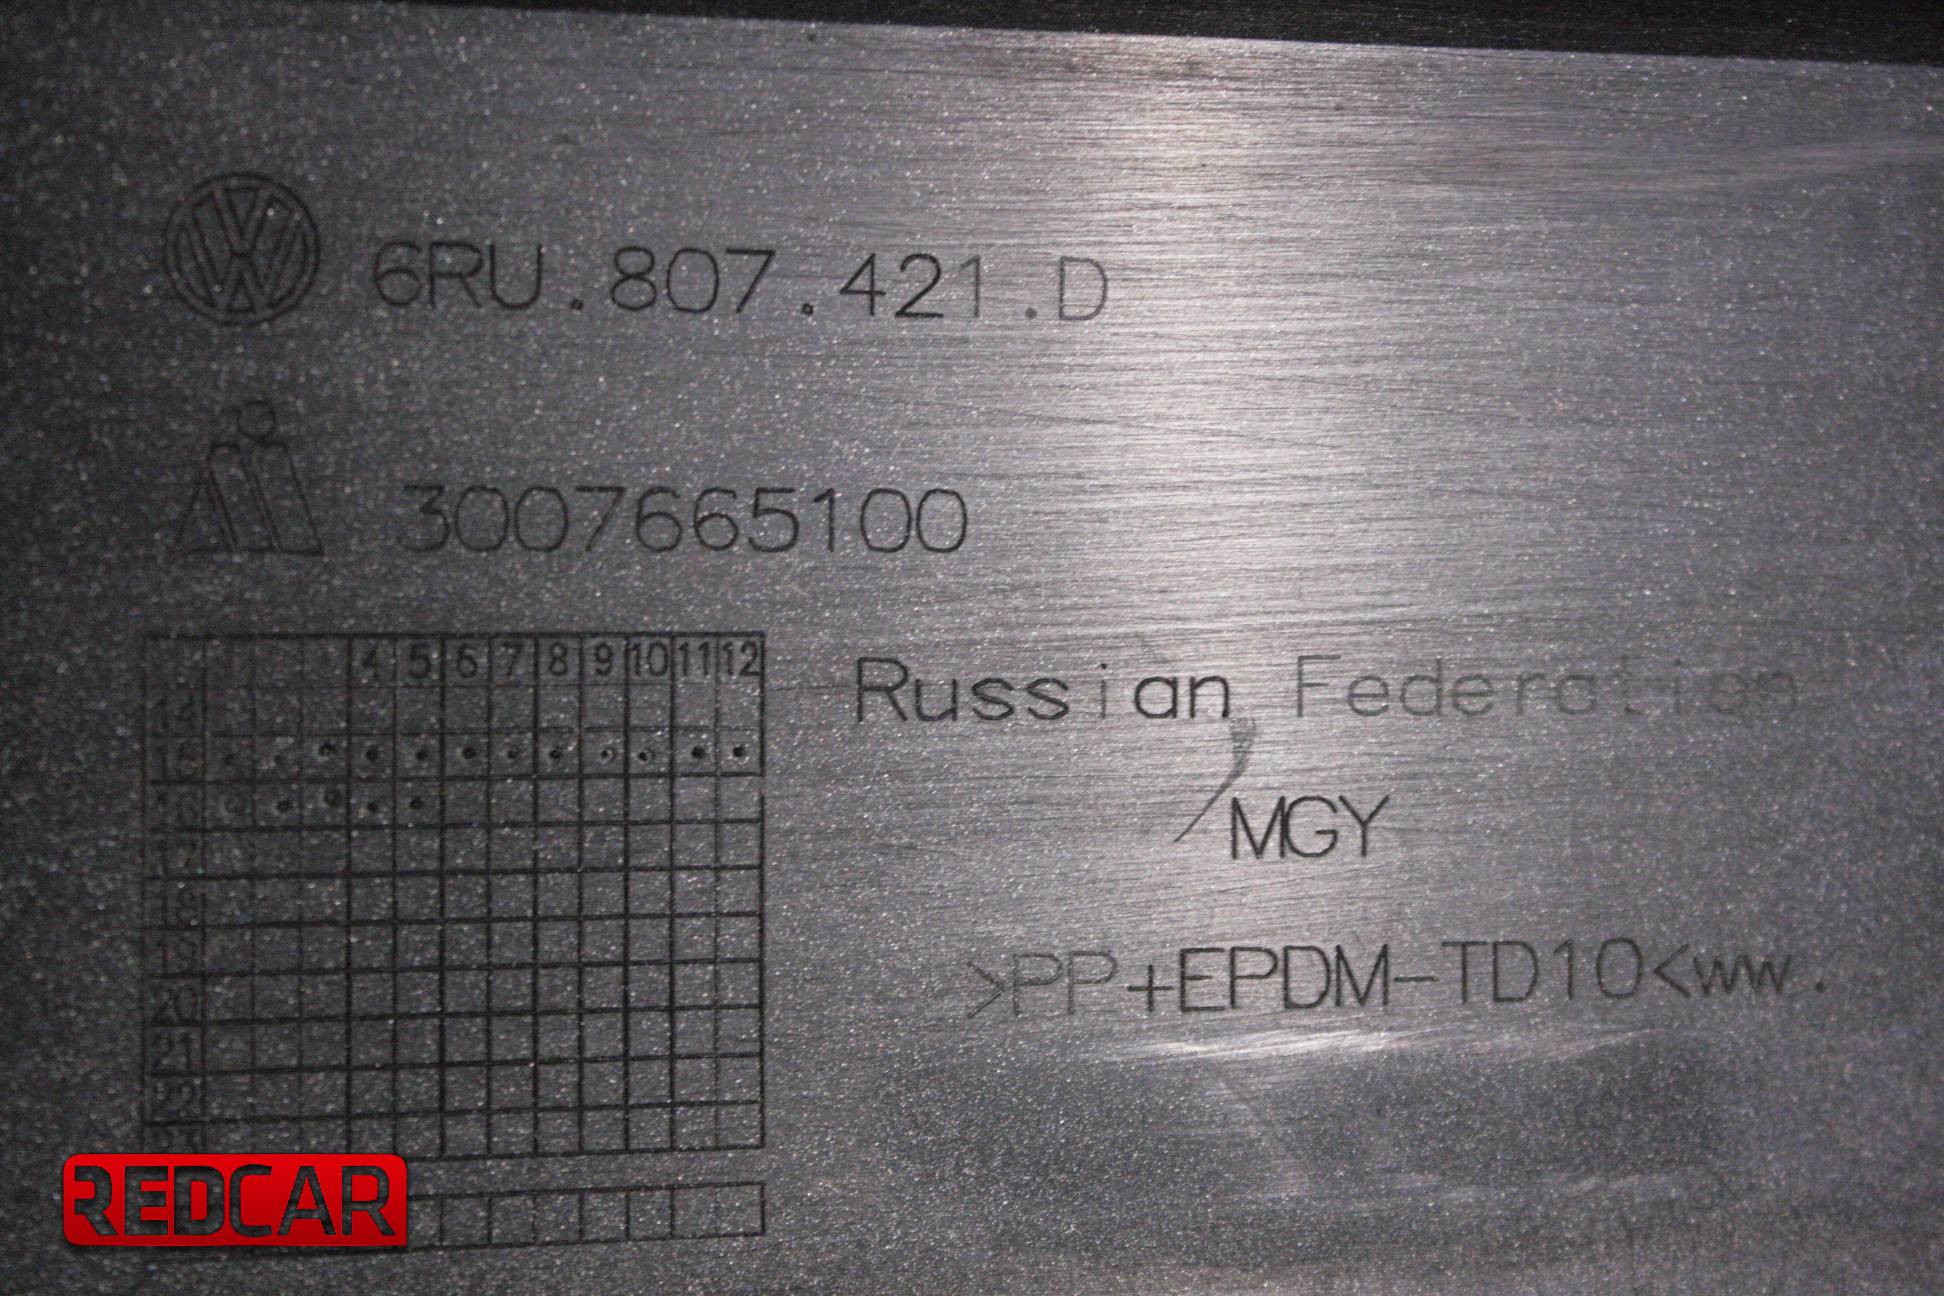 6RU.807.421.D
3007665100
4 5 6 7 8 9 10 11 12
14
15
16
17
18
19
20
21
22
Russian Federation
MGY
>PP+EPDM-TD10<ww.
REDCAR